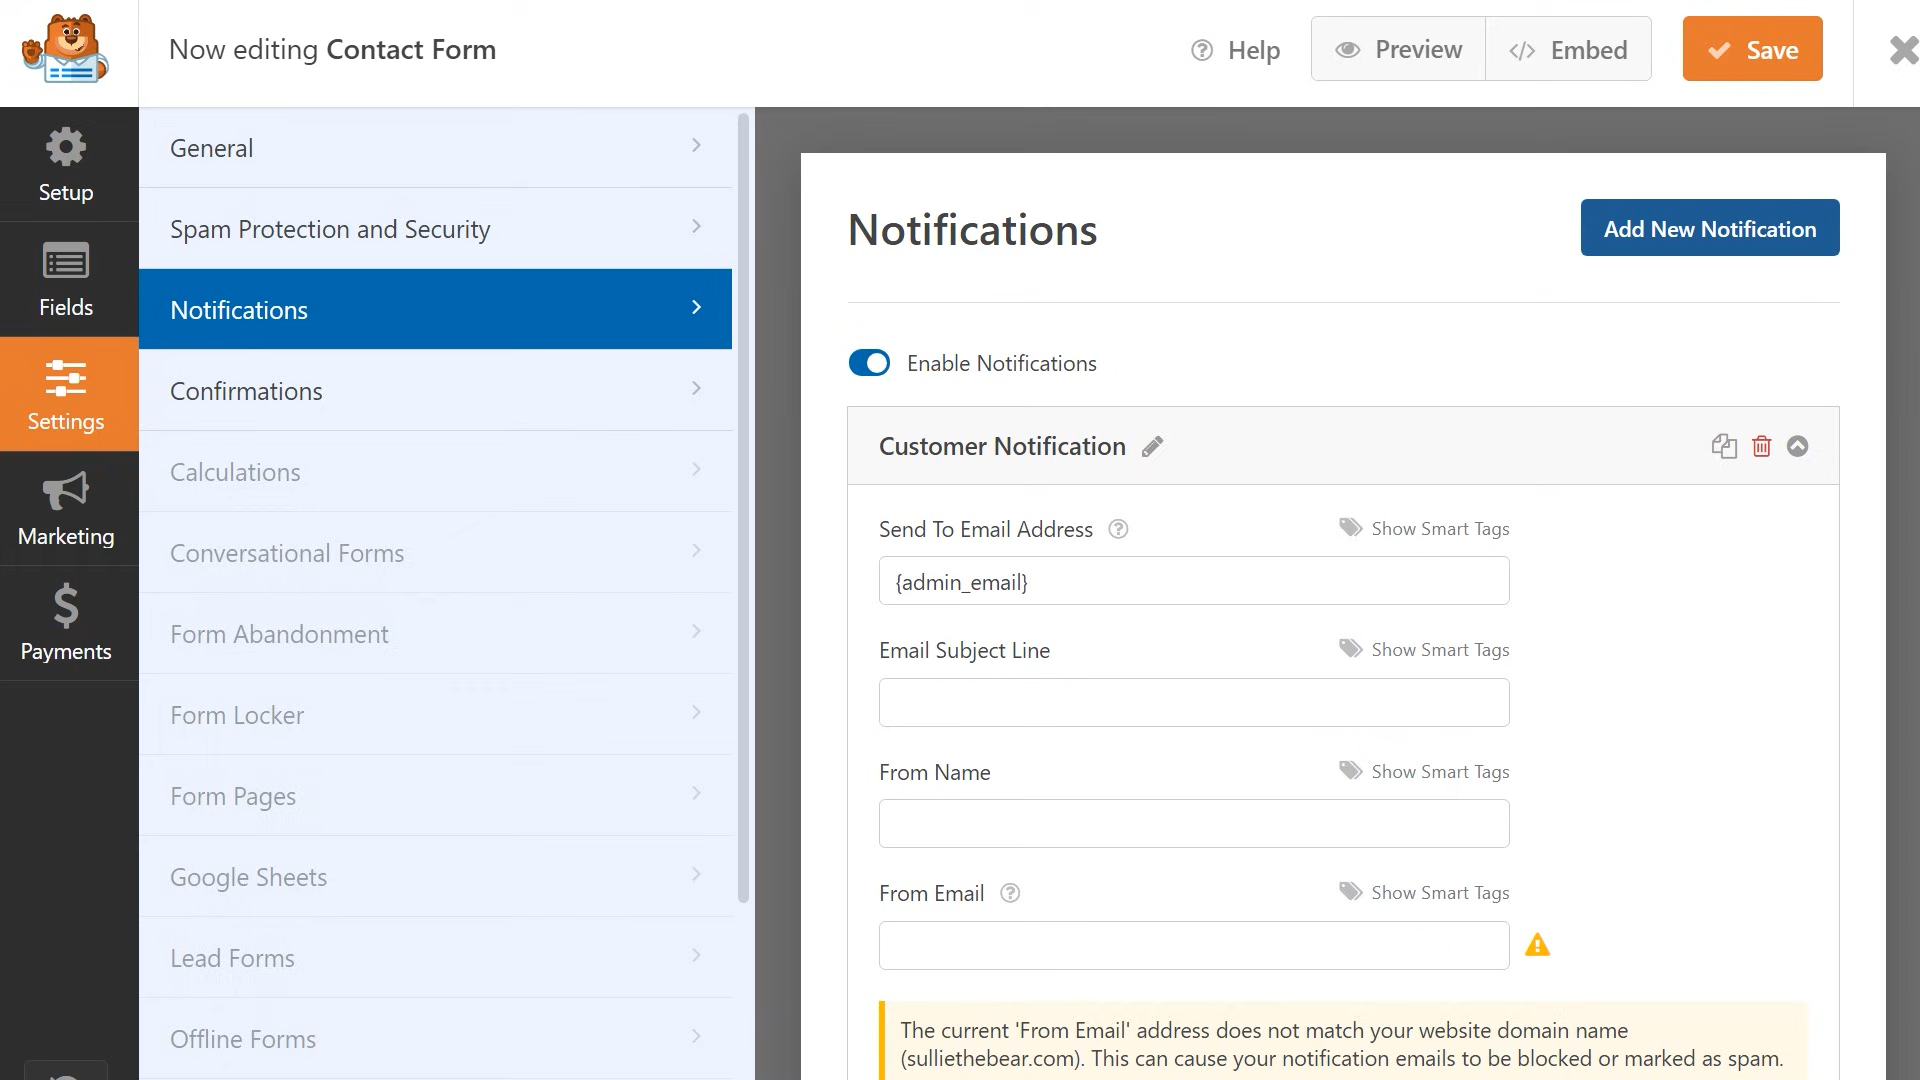 Now editing Contact Form
Help
Preview
Embed
Save
Setup
Fields
Settings
Marketing
Payments
General
Spam Protection and Security
Notifications
Confirmations
Calculations
Conversational Forms
Form Abandonment
Form Locker
Form Pages
Google Sheets
Lead Forms
Offline Forms
Notifications
Add New Notification
Enable Notifications
Customer Notification
Send To Email Address
Show Smart Tags
{admin_email}
Email Subject Line
Show Smart Tags
From Name
Show Smart Tags
From Email
Show Smart Tags
The current 'From Email' address does not match your website domain name
(sulliethebear.com). This can cause your notification emails to be blocked or marked as spam.